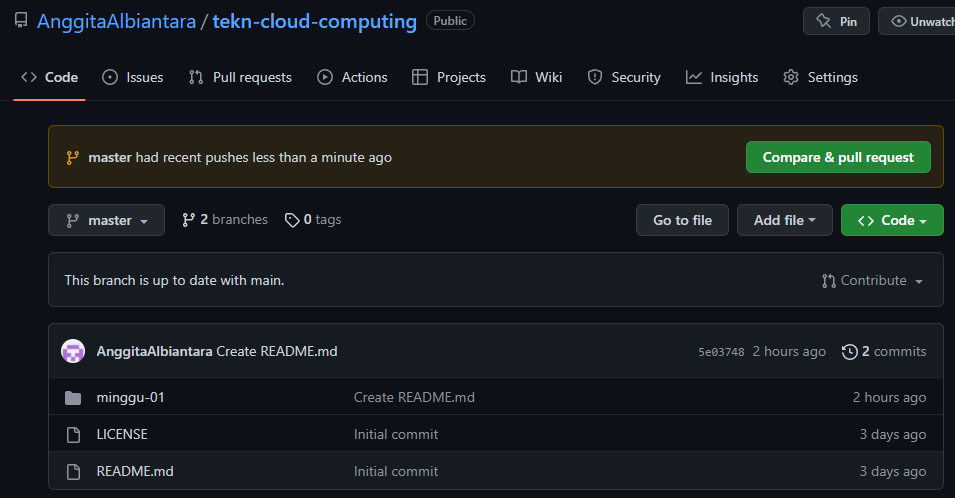 AnggitaAlbiantara / tekn-cloud-computing Public Pin Unwatch
Code Issues Pull requests Actions Projects Wiki Security Insights Settings
master had recent pushes less than a minute ago Compare & pull request
master 2 branches 0 tags Go to file Add file Code
This branch is up to date with main. Contribute
AnggitaAlbiantara Create README.md 5e03748 2 hours ago 2 commits
minggu-01 Create README.md 2 hours ago
LICENSE Initial commit 3 days ago
README.md Initial commit 3 days ago